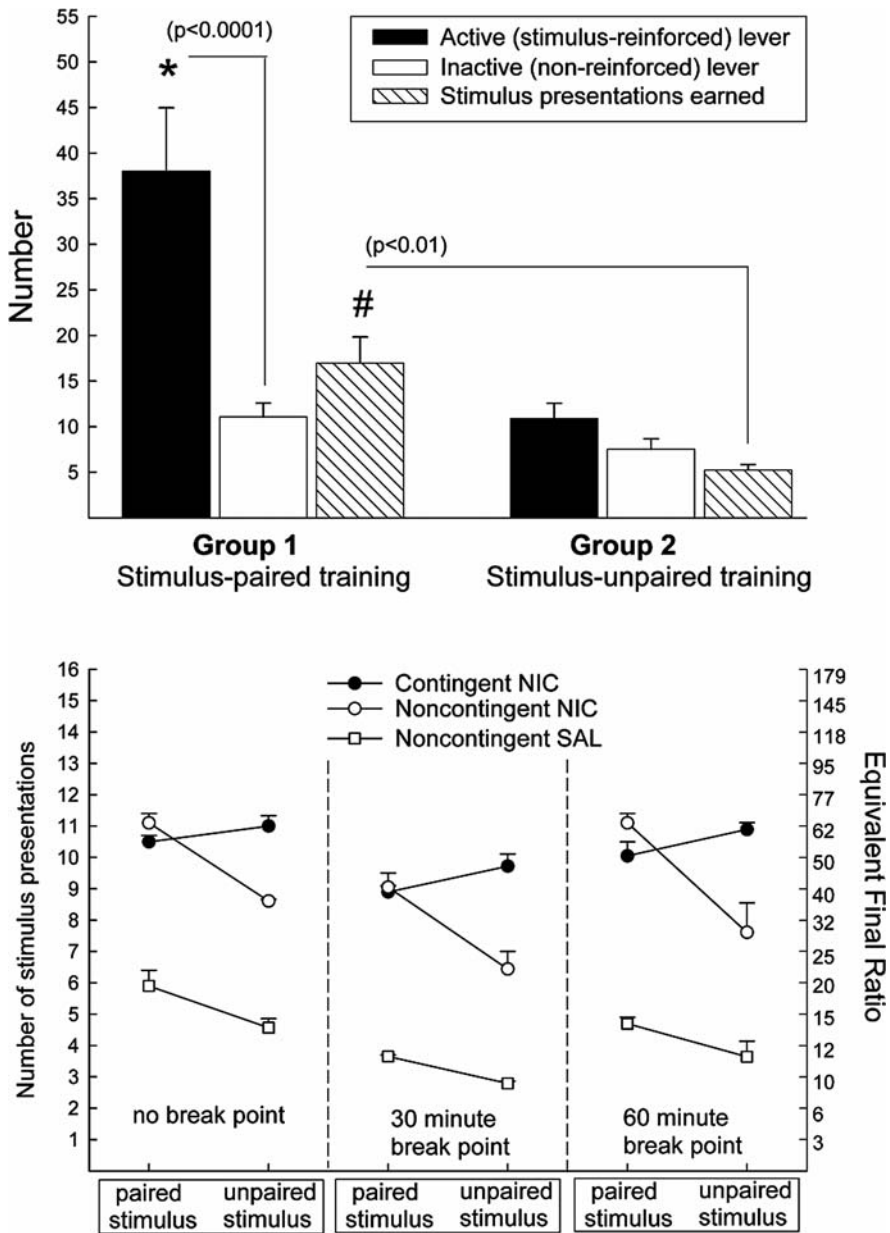 55
50
45
40
35
30
25
20
15
10
5
Number
(p<0.0001)
*
Active (stimulus-reinforced) lever
Inactive (non-reinforced) lever
Stimulus presentations earned
(p<0.01)
#
Group 1
Stimulus-paired training
Group 2
Stimulus-unpaired training
16
15
14
13
12
11
10
9
8
7
6
5
4
3
2
1
Number of stimulus presentations
Contingent NIC
Noncontingent NIC
Noncontingent SAL
no break point
30 minute
break point
60 minute
break point
179
145
118
95
77
62
50
40
32
25
20
15
12
10
6
3
Equivalent Final Ratio
paired
stimulus
unpaired
stimulus
paired
stimulus
unpaired
stimulus
paired
stimulus
unpaired
stimulus